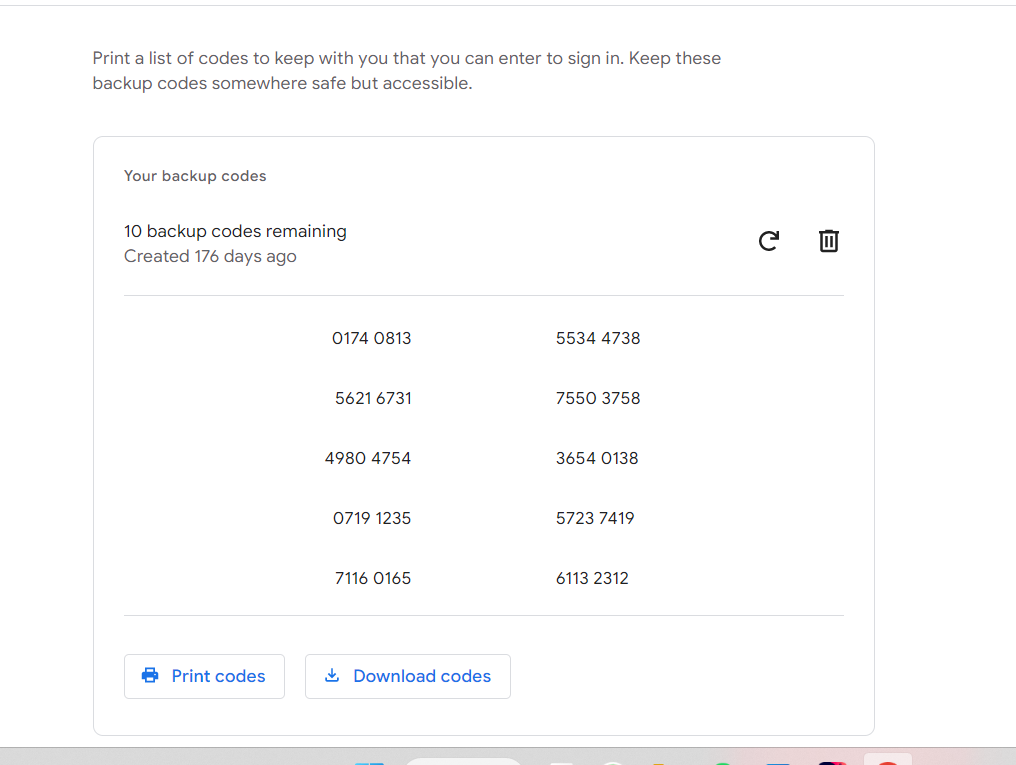 Print a list of codes to keep with you that you can enter to sign in. Keep these
backup codes somewhere safe but accessible.
Your backup codes
10 backup codes remaining
Created 176 days ago
0174 0813 5534 4738
5621 6731 7550 3758
4980 4754 3654 0138
0719 1235 5723 7419
7116 0165 6113 2312
Print codes Download codes